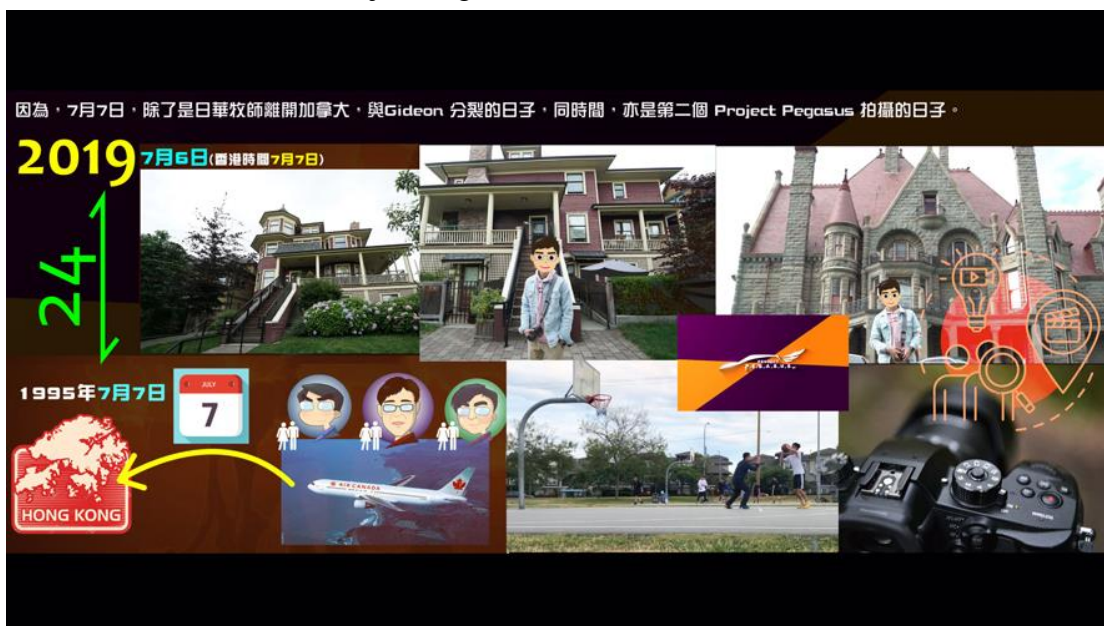 因為，7月7日，除了是日華牧師離開加拿大，與Gideon 分裂的日子，同時間，亦是第二個 Project Pegasus 拍攝的日子。
2019 7月6日(香港時間7月7日)
24
1995年7月7日
JULY
7
AIR CANADA
HONG KONG